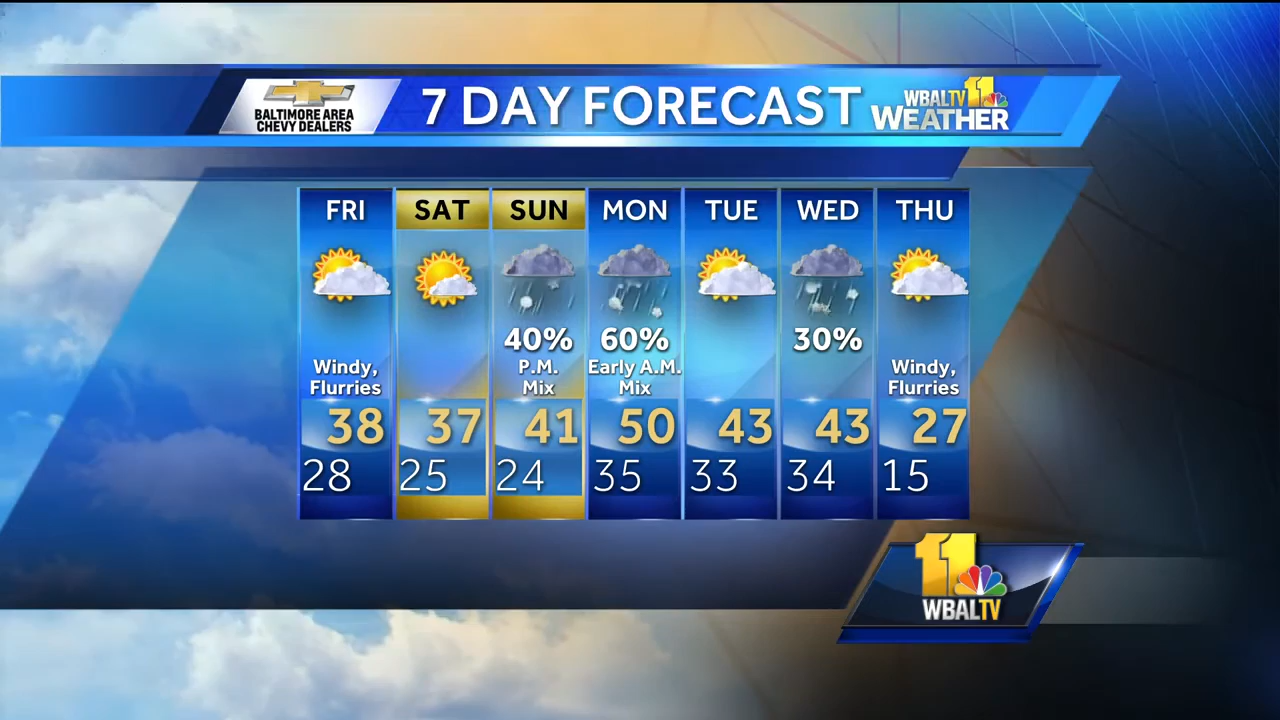 BALTIMORE AREA
CHEVY DEALERS
7 DAY FORECAST
WBALTV 11
WEATHER
FRI SAT SUN MON TUE WED THU
40% 60% 30%
Windy, P.M. Early A.M. Windy,
Flurries Mix Mix Flurries
38 37 41 50 43 43 27
28 25 24 35 33 34 15
11
WBALTV